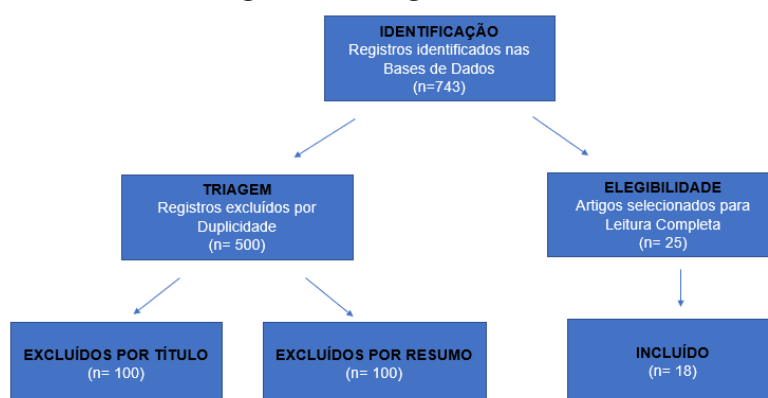 IDENTIFICAÇÃO
Registros identificados nas
Bases de Dados
(n=743)
TRIAGEM
Registros excluídos por
Duplicidade
(n= 500)
ELEGIBILIDADE
Artigos selecionados para
Leitura Completa
(n= 25)
EXCLUÍDOS POR TÍTULO
(n= 100)
EXCLUÍDOS POR RESUMO
(n= 100)
INCLUÍDO
(n= 18)